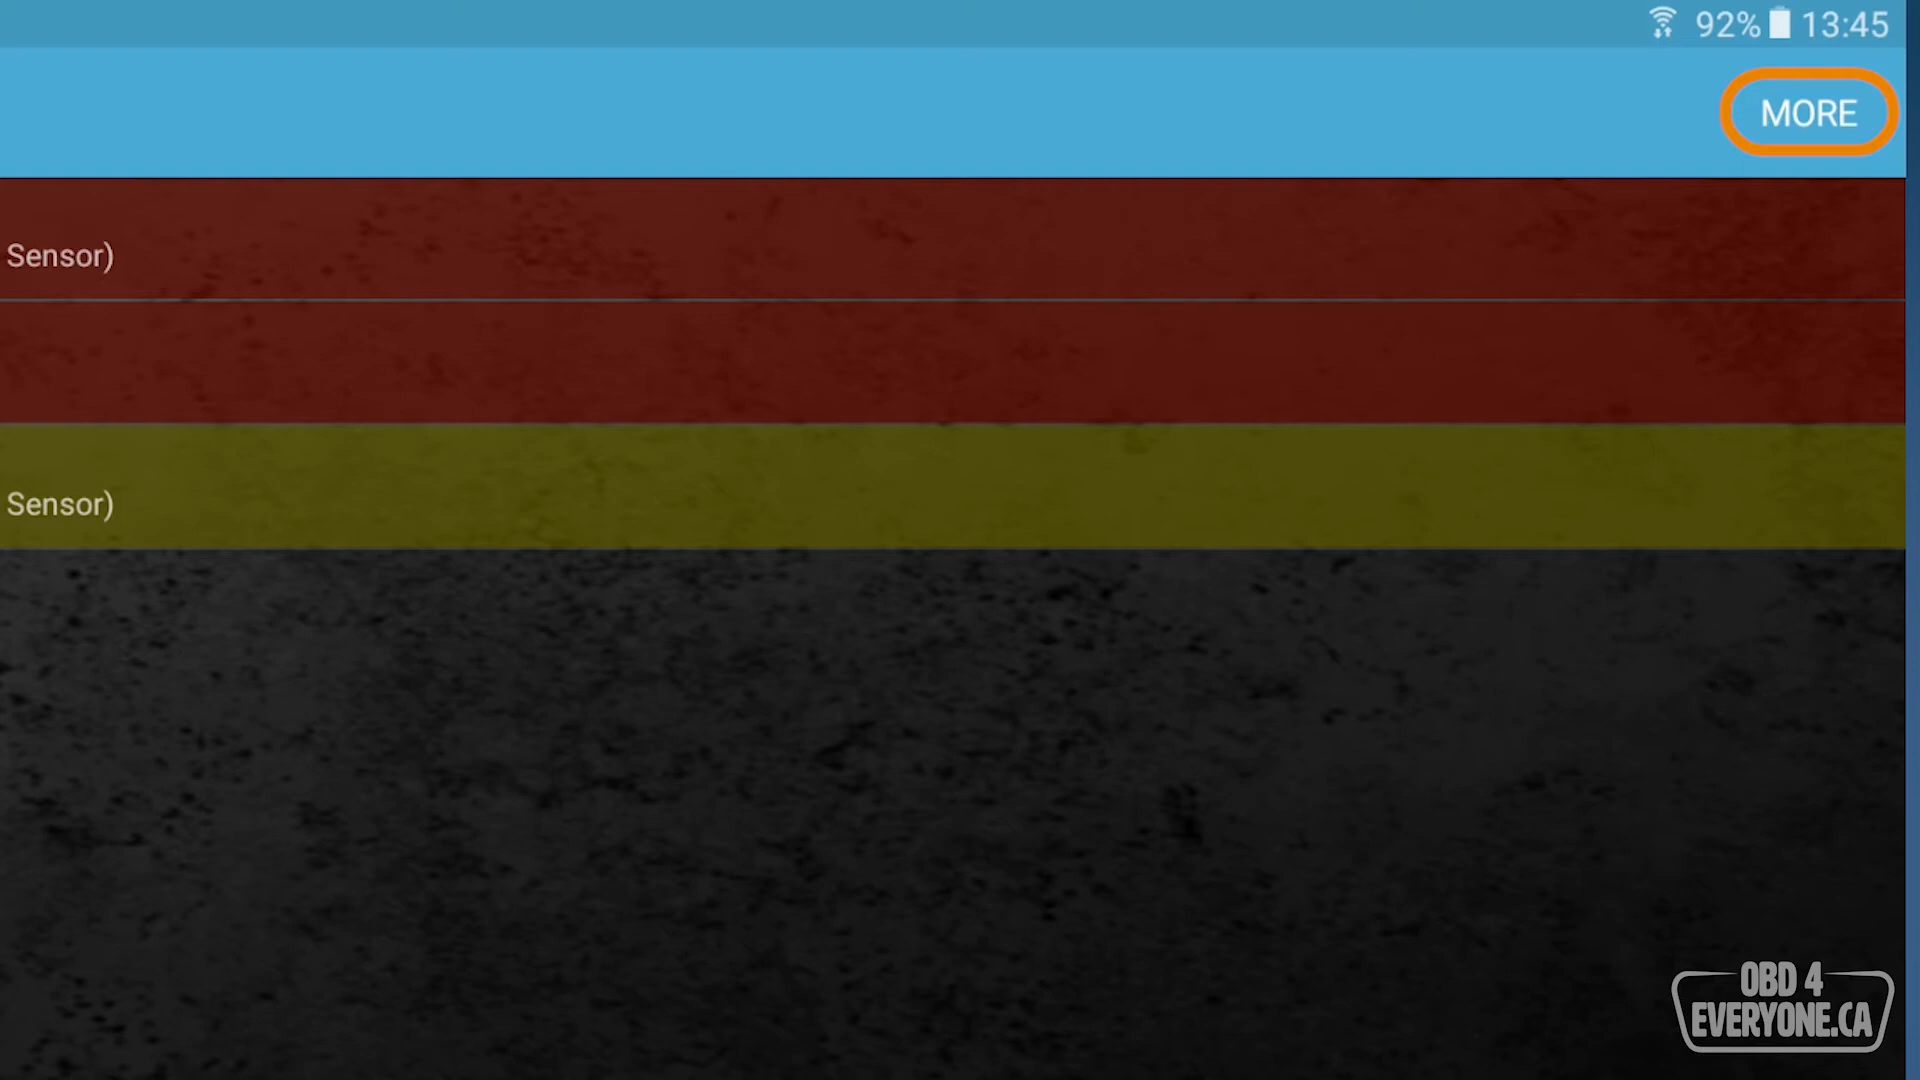 92% 13:45
MORE
Sensor)
Sensor)
OBD 4
EVERYONE.CA